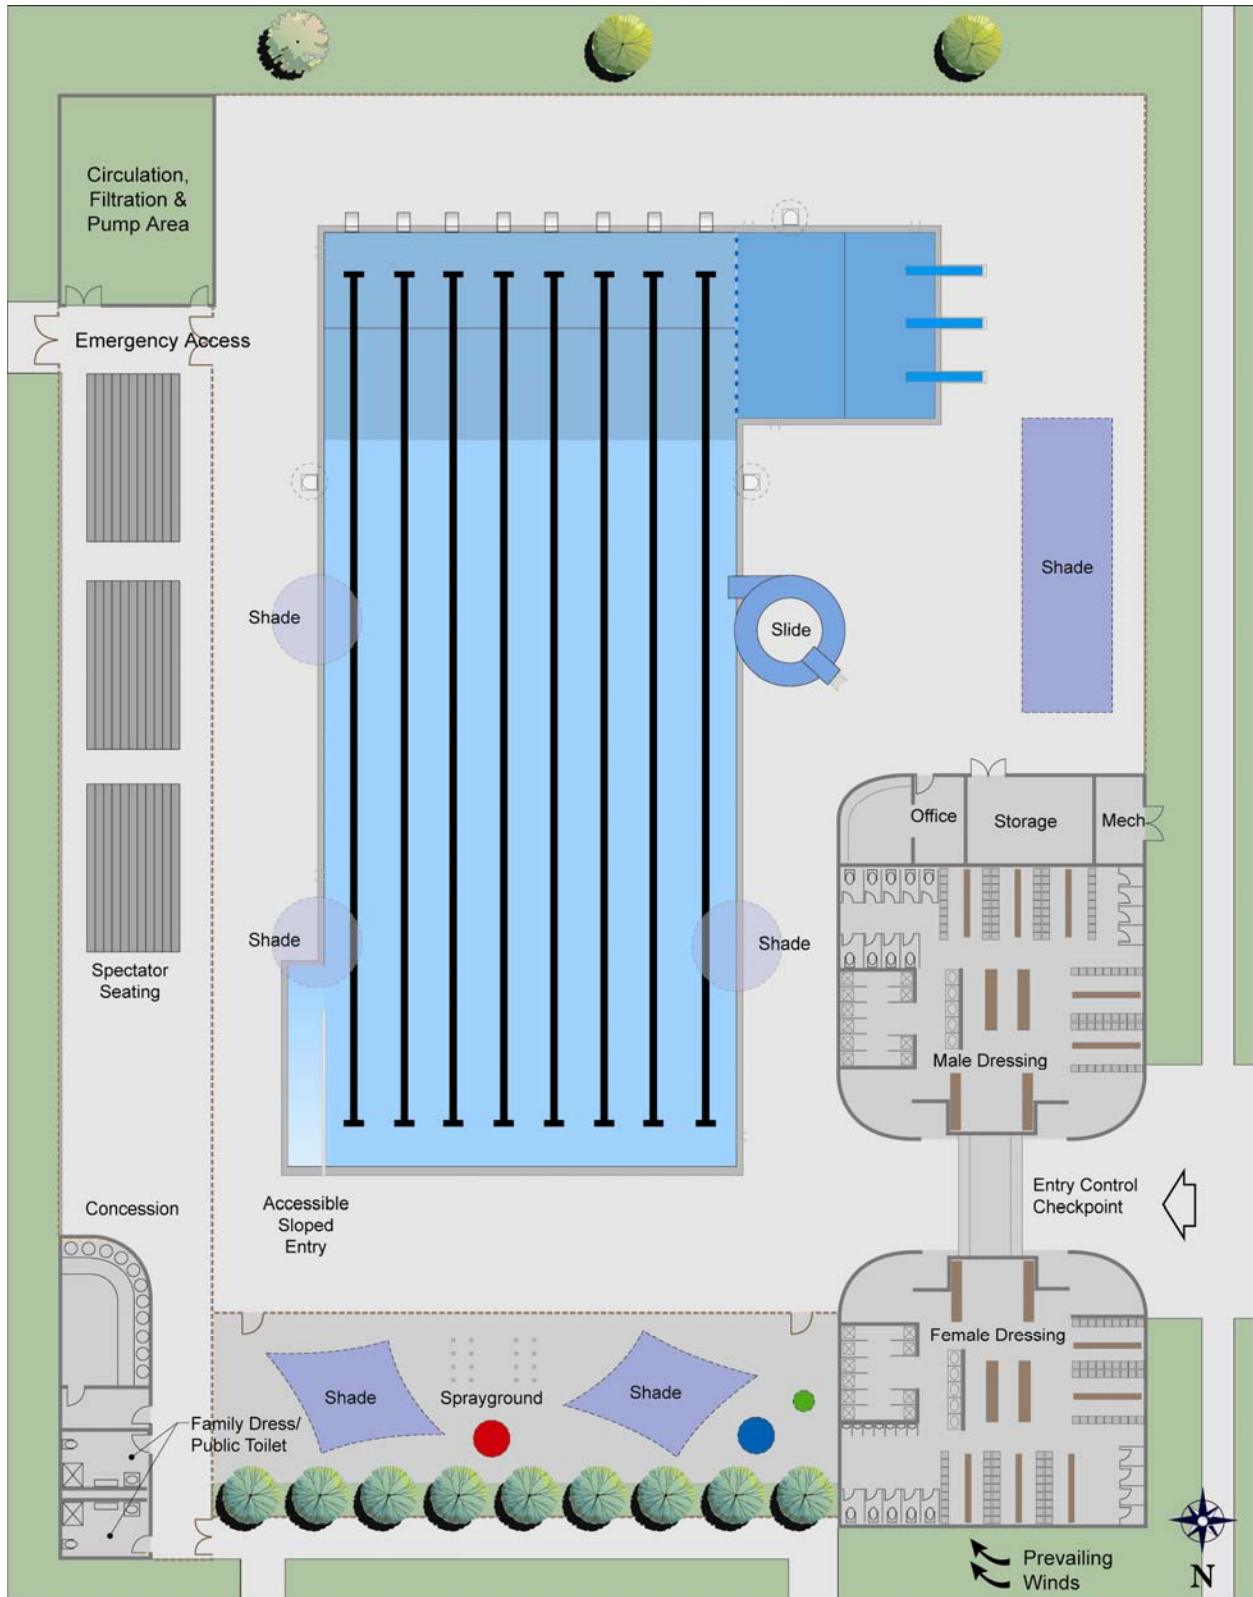 Circulation,
Filtration &
Pump Area
Emergency Access
Shade
Shade
Slide
Office
Storage
Mech
Shade
Shade
Spectator
Seating
Male Dressing
Entry Control
Checkpoint
Accessible
Sloped
Entry
Concession
Female Dressing
Shade
Sprayground
Shade
Family Dress/
Public Toilet
Prevailing
Winds
N